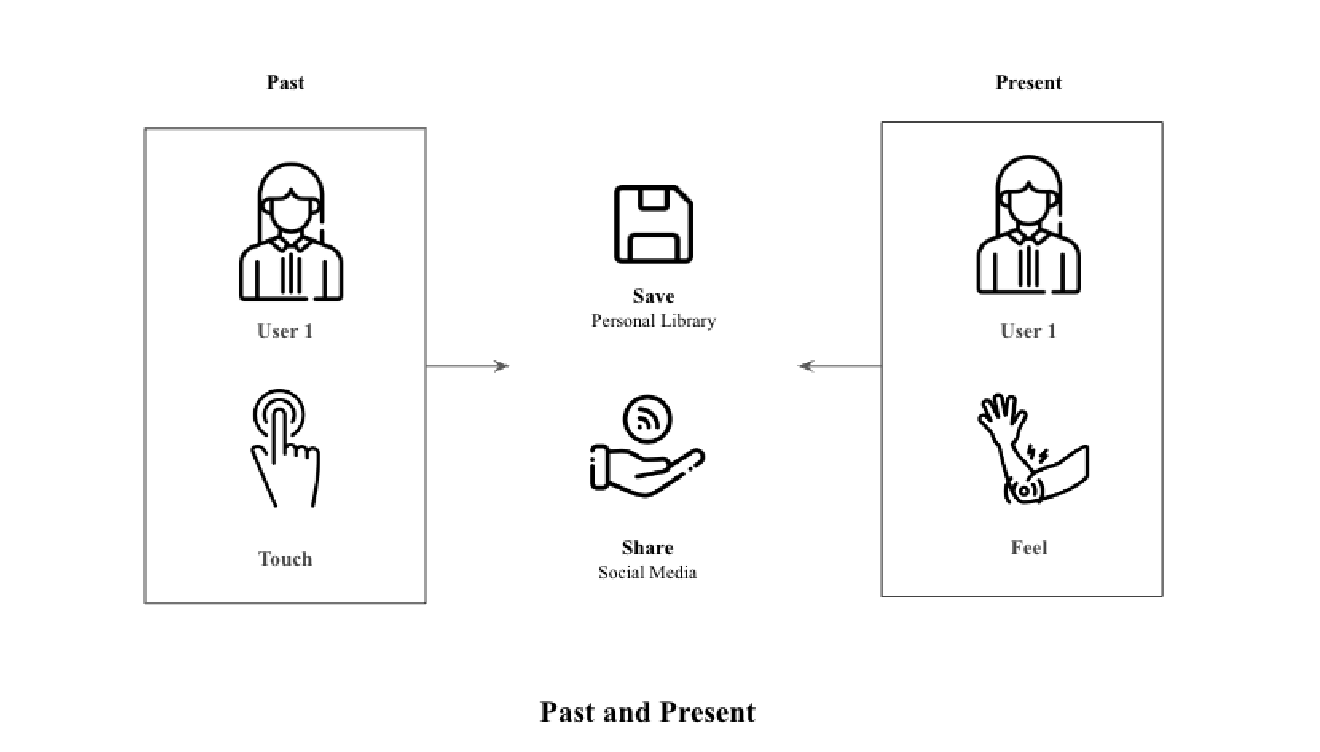 Past
Present
User 1
Touch
Save
Personal Library
Share
Social Media
User 1
Feel
Past and Present